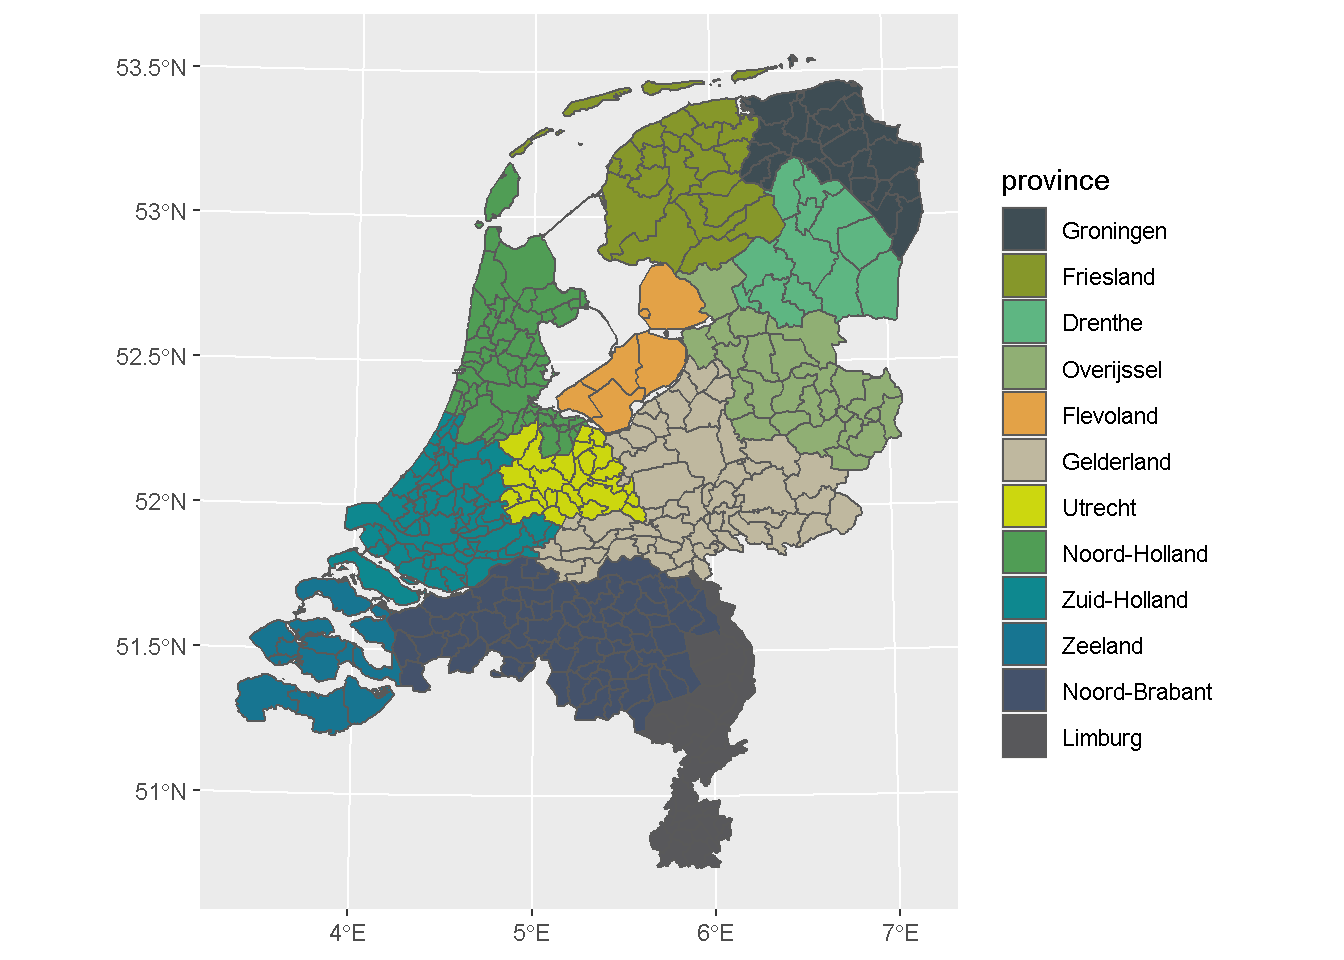 53.5°N
53°N
52.5°N
52°N
51.5°N
51°N
4°E
5°E
6°E
7°E
province
Groningen
Friesland
Drenthe
Overijssel
Flevoland
Gelderland
Utrecht
Noord-Holland
Zuid-Holland
Zeeland
Noord-Brabant
Limburg